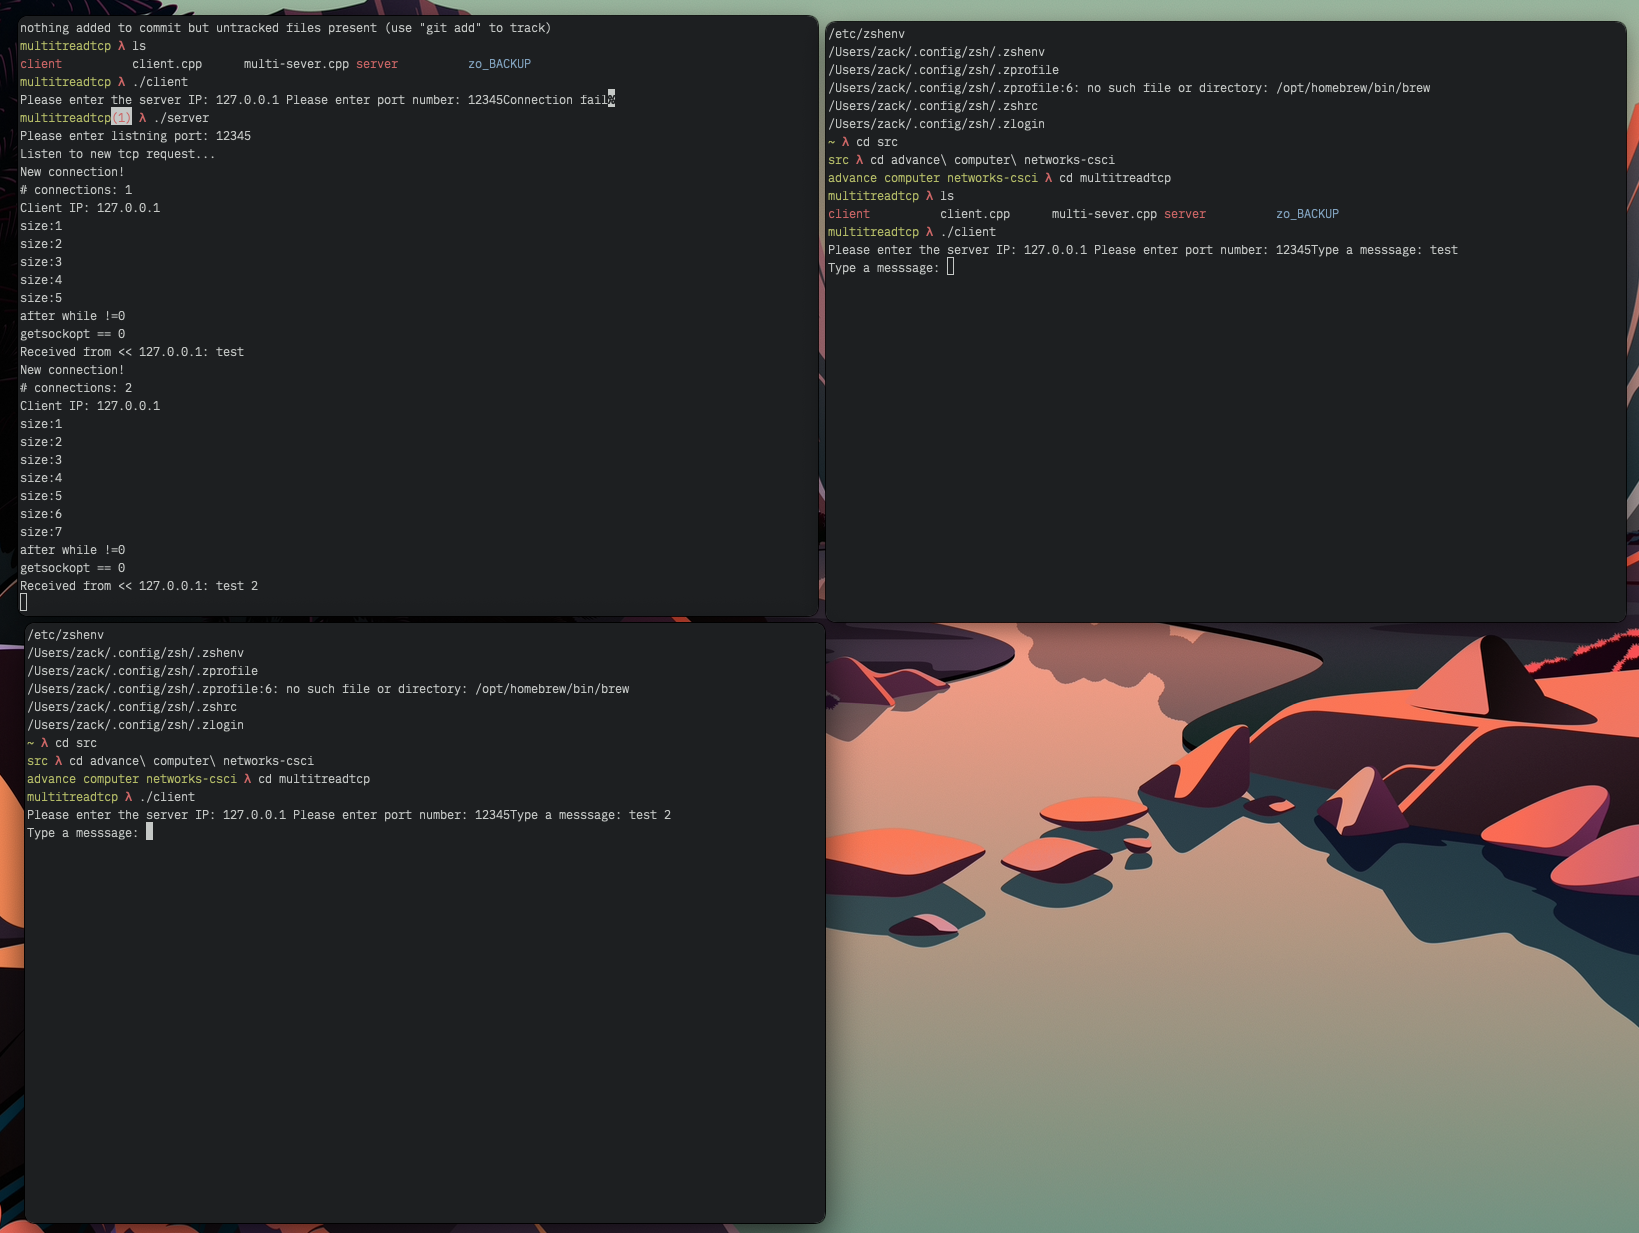 nothing added to commit but untracked files present (use "git add" to track)
multitreadtcp λ ls
client          client.cpp      multi-sever.cpp server          zo_BACKUP
multitreadtcp λ ./client
Please enter the server IP: 127.0.0.1 Please enter port number: 12345Connection fail%
multitreadtcp(1) λ ./server
Please enter listning port: 12345
Listen to new tcp request...
New connection!
# connections: 1
Client IP: 127.0.0.1
size:1
size:2
size:3
size:4
size:5
after while !=0
getsockopt == 0
Received from << 127.0.0.1: test
New connection!
# connections: 2
Client IP: 127.0.0.1
size:1
size:2
size:3
size:4
size:5
size:6
size:7
after while !=0
getsockopt == 0
Received from << 127.0.0.1: test 2
/etc/zshenv
/Users/zack/.config/zsh/.zshenv
/Users/zack/.config/zsh/.zprofile
/Users/zack/.config/zsh/.zprofile:6: no such file or directory: /opt/homebrew/bin/brew
/Users/zack/.config/zsh/.zshrc
/Users/zack/.config/zsh/.zlogin
~ λ cd src
src λ cd advance\ computer\ networks-csci
advance computer networks-csci λ cd multitreadtcp
multitreadtcp λ ls
client          client.cpp      multi-sever.cpp server          zo_BACKUP
multitreadtcp λ ./client
Please enter the server IP: 127.0.0.1 Please enter port number: 12345Type a messsage: test
Type a messsage:
/etc/zshenv
/Users/zack/.config/zsh/.zshenv
/Users/zack/.config/zsh/.zprofile
/Users/zack/.config/zsh/.zprofile:6: no such file or directory: /opt/homebrew/bin/brew
/Users/zack/.config/zsh/.zshrc
/Users/zack/.config/zsh/.zlogin
~ λ cd src
src λ cd advance\ computer\ networks-csci
advance computer networks-csci λ cd multitreadtcp
multitreadtcp λ ./client
Please enter the server IP: 127.0.0.1 Please enter port number: 12345Type a messsage: test 2
Type a messsage: